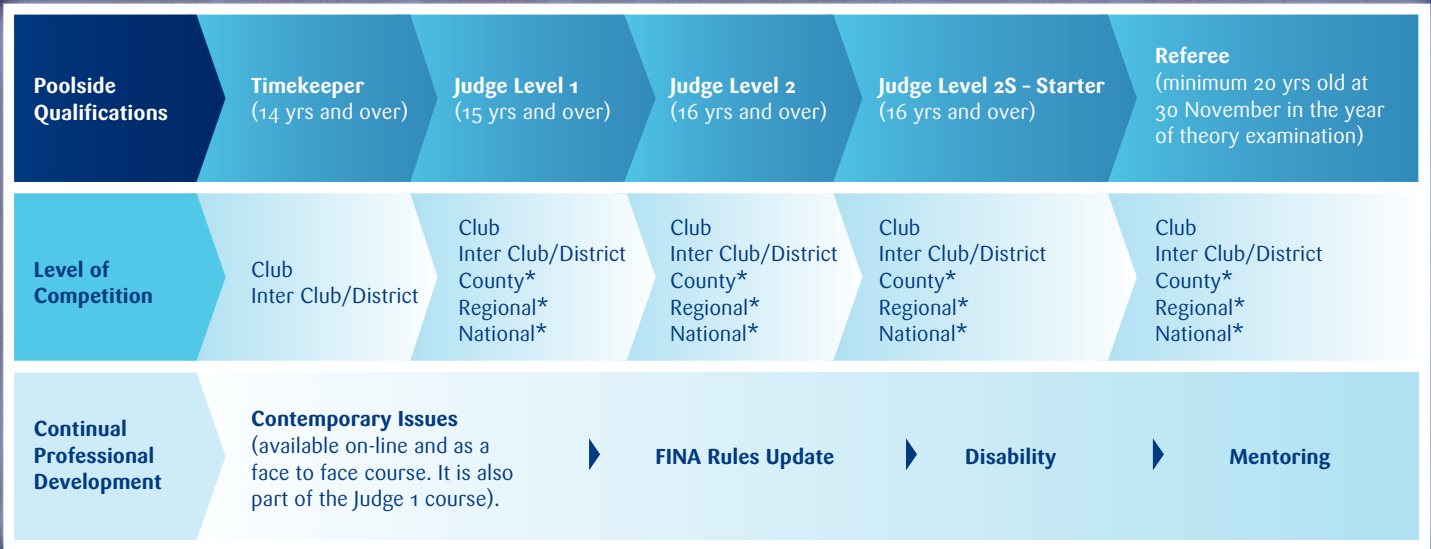 Poolside
Qualifications
Timekeeper
(14 yrs and over)
Judge Level 1
(15 yrs and over)
Judge Level 2
(16 yrs and over)
Judge Level 2S - Starter
(16 yrs and over)
Referee
(minimum 20 yrs old at
30 November in the year
of theory examination)
Level of
Competition
Club
Inter Club/District
Club
Inter Club/District
County*
Regional*
National*
Club
Inter Club/District
County*
Regional*
National*
Club
Inter Club/District
County*
Regional*
National*
Club
Inter Club/District
County*
Regional*
National*
Continual
Professional
Development
Contemporary Issues
(available on-line and as a
face to face course. It is also
part of the Judge 1 course).
FINA Rules Update
Disability
Mentoring